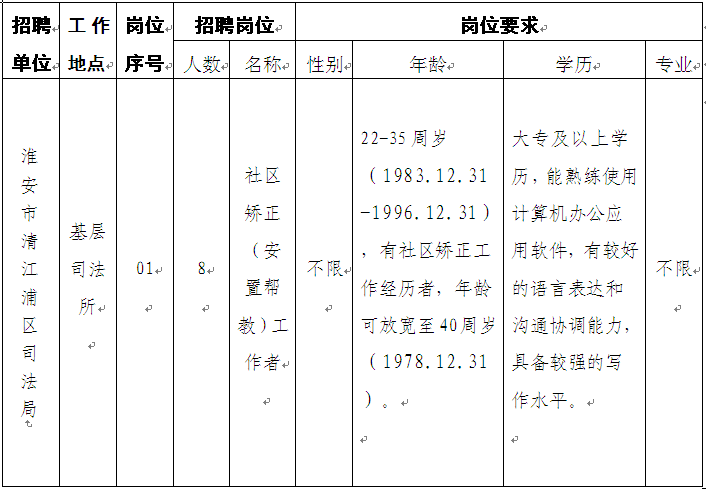 招聘
单位
工作
地点
岗位
序号
招聘岗位
岗位要求
人数
名称
性别
年龄
学历
专业
淮
安
市
清
江
浦
区
司
法
局
基层
司法
所
01
8
社区
矫正
（安
置帮
教）工
作者
不限
22-35周岁
（1983.12.31
-1996.12.31）
，有社区矫正工
作经历者，年龄
可放宽至40周岁
（1978.12.31
）。
大专及以上学
历，能熟练使用
计算机办公应
用软件，有较好
的语言表达和
沟通协调能力，
具备较强的写
作水平。
不限